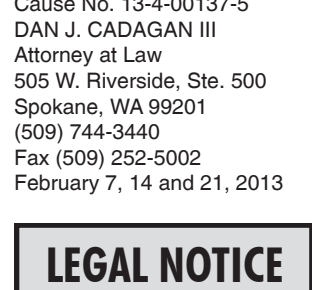 Cause No. 13-4-00137-5
DAN J. CADAGAN III
Attorney at Law
505 W. Riverside, Ste. 500
Spokane, WA 99201
(509) 744-3440
Fax (509) 252-5002
February 7, 14 and 21, 2013
LEGAL NOTICE